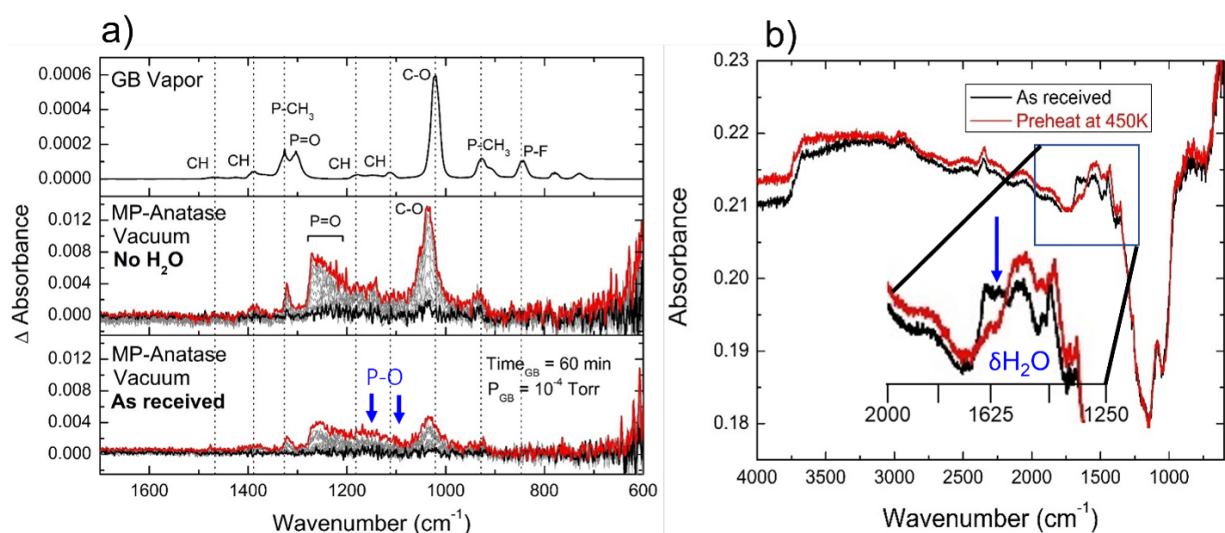 a)
GB Vapor
0.0006
0.0004
0.0002
0.0000
CH
CH
P-CH3
P=O
CH
CH
C-O
P-CH3
P-F
MP-Anatase
Vacuum
No H2O
0.012
0.008
0.004
0.000
P=O
C-O
MP-Anatase
Vacuum
As received
0.012
0.008
0.004
0.000
P-O
TimeGB = 60 min
PGB = 10-4 Torr
Δ Absorbance
1600 1400 1200 1000 800 600
Wavenumber (cm-1)
b)
0.23
0.22
0.21
0.20
0.19
0.18
Absorbance
As received
Preheat at 450K
δH2O
2000 1625 1250
4000 3500 3000 2500 2000 1500 1000
Wavenumber (cm-1)